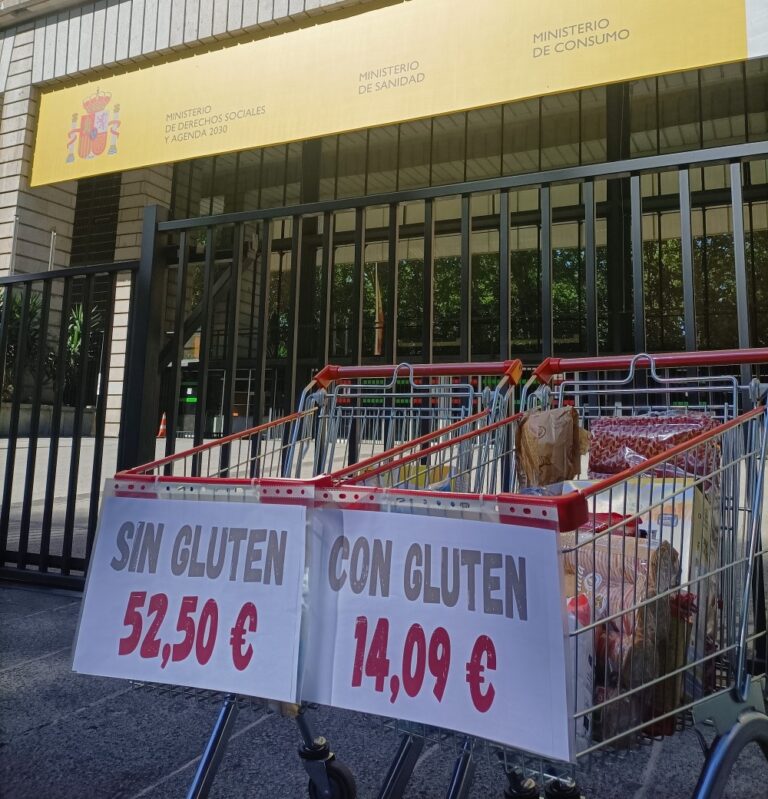 MINISTERIO
DE DERECHOS SOCIALES
Y AGENDA 2030
MINISTERIO
DE SANIDAD
MINISTERIO
DE CONSUMO
SIN GLUTEN
52,50 €
CON GLUTEN
14,09 €